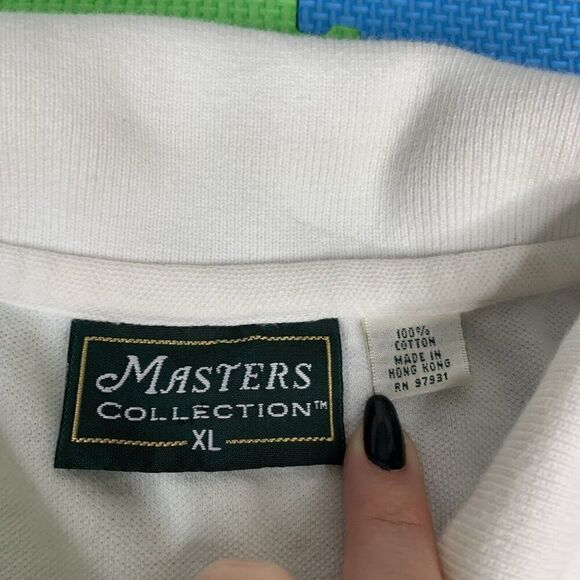 MASTERS
COLLECTION™
XL
100%
COTTON
MADE IN
HONG KONG
RN 97931